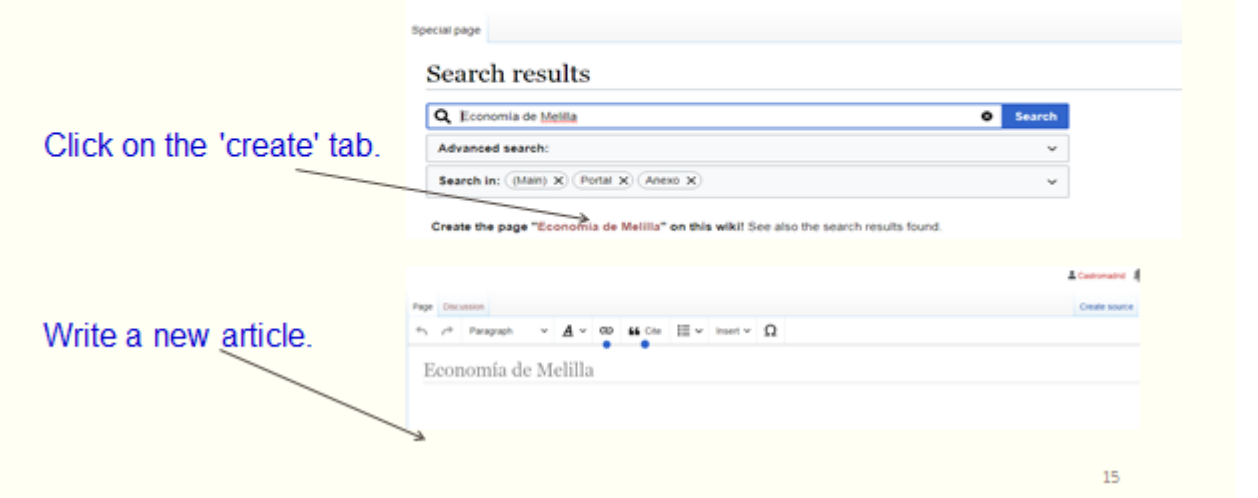 Special page
Search results
Economía de Melilla
Search
Click on the 'create' tab.
Advanced search:
Search in: (Main) X Portal X Anexo X
Create the page "Economía de Melilla" on this wiki! See also the search results found.
Castromadrid
Page Discussion
Create source
Write a new article.
Paragraph A Cite Insert Ω
Economía de Melilla
15